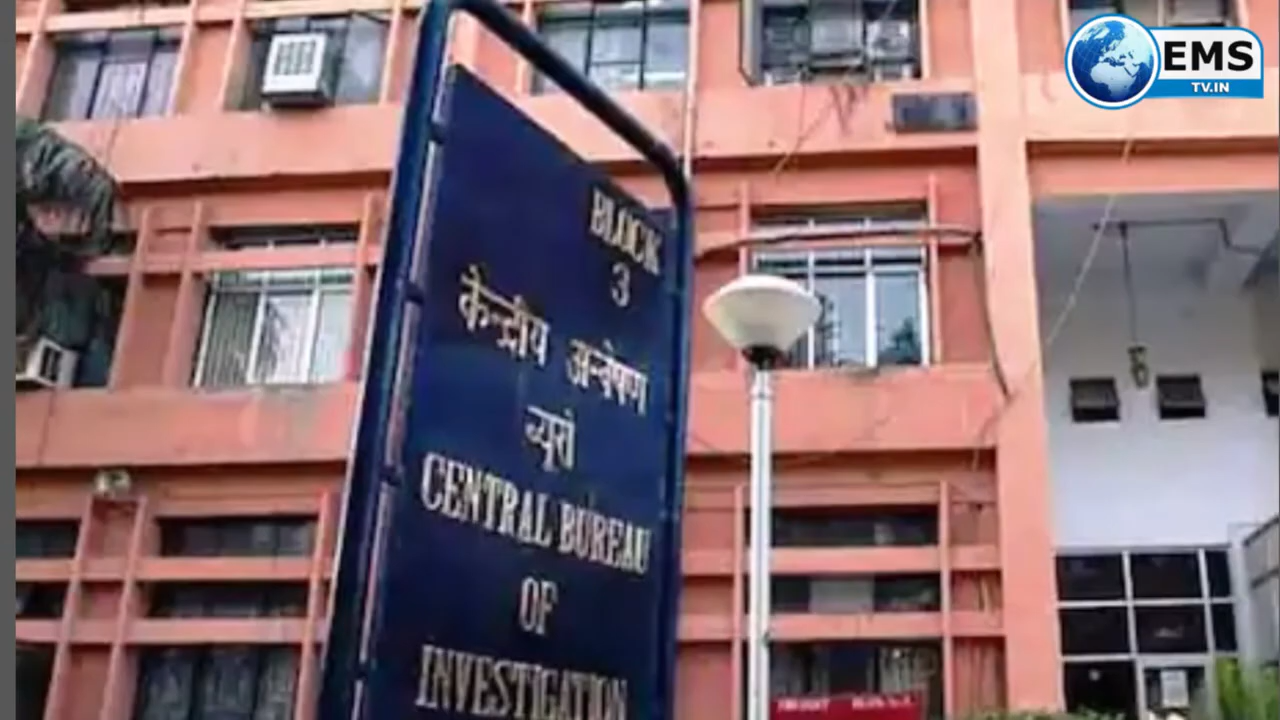 EMS
TV.IN
BLOCK
3
केन्द्रीय अन्वेषण
ब्यूरो
CENTRAL BUREAU
OF
INVESTIGATION